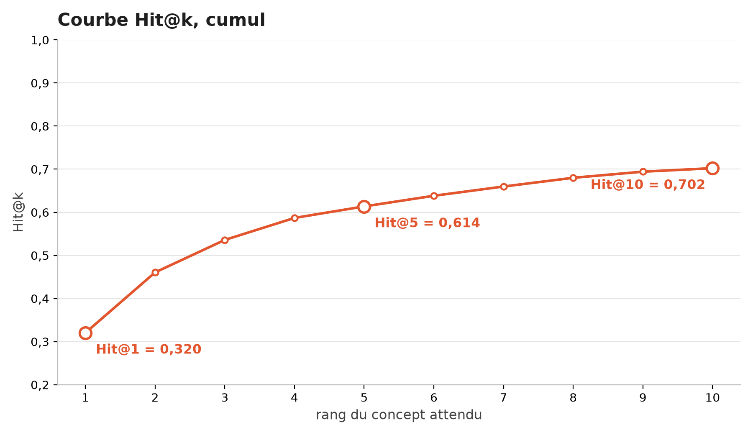 Courbe Hit@k, cumul
1,0
0,9
0,8
0,7
0,6
0,5
0,4
0,3
0,2
Hit@k
Hit@1 = 0,320
Hit@5 = 0,614
Hit@10 = 0,702
1 2 3 4 5 6 7 8 9 10
rang du concept attendu